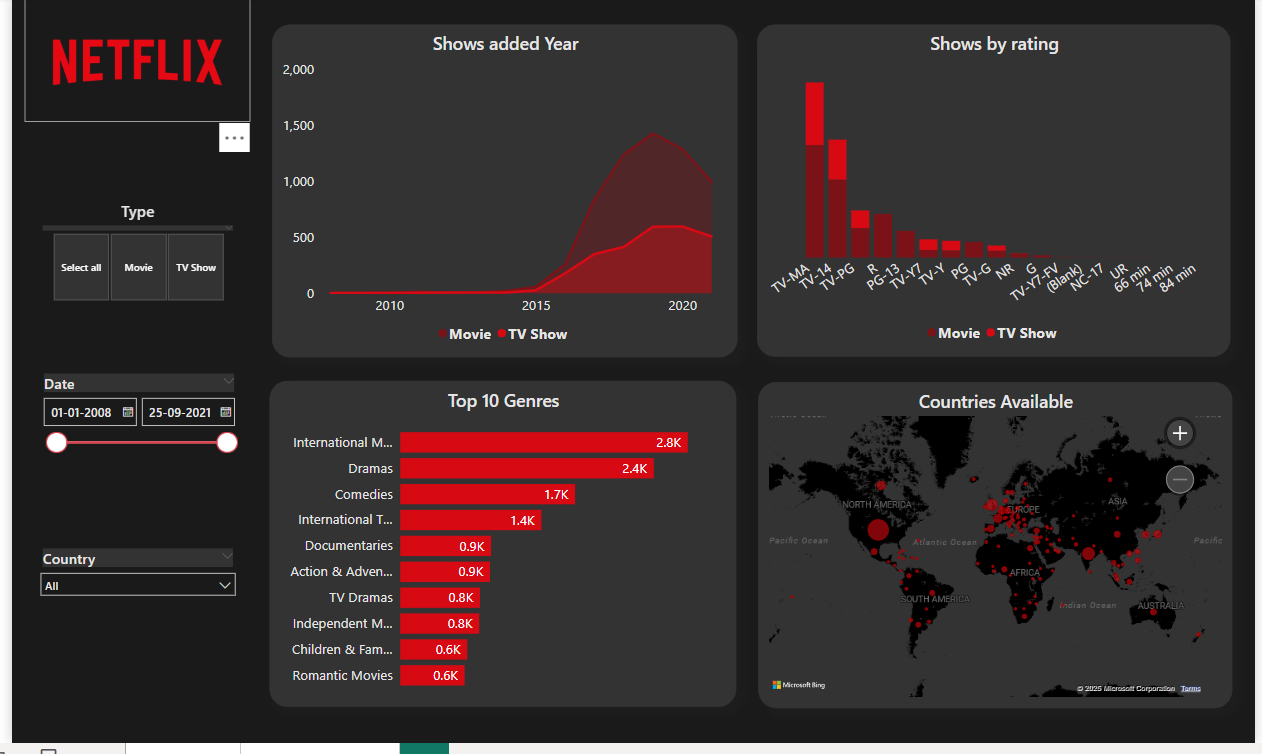 NETFLIX
...
Type
Select all
Movie
TV Show
Date
01-01-2008
25-09-2021
Country
All
Shows added Year
2,000
1,500
1,000
500
0
2010
2015
2020
Movie
TV Show
Shows by rating
TV-MA
TV-14
TV-PG
R
PG-13
TV-Y7
TV-Y
PG
TV-G
NR
G
TV-Y7-FV
(Blank)
NC-17
UR
66 min
74 min
84 min
Movie
TV Show
Top 10 Genres
International M... 2.8K
Dramas 2.4K
Comedies 1.7K
International T... 1.4K
Documentaries 0.9K
Action & Adven... 0.9K
TV Dramas 0.8K
Independent M... 0.8K
Children & Fam... 0.6K
Romantic Movies 0.6K
Countries Available
NORTH AMERICA
EUROPE
ASIA
Pacific Ocean
Atlantic Ocean
Pacific
AFRICA
SOUTH AMERICA
Indian Ocean
AUSTRALIA
Microsoft Bing
© 2025 Microsoft Corporation Terms